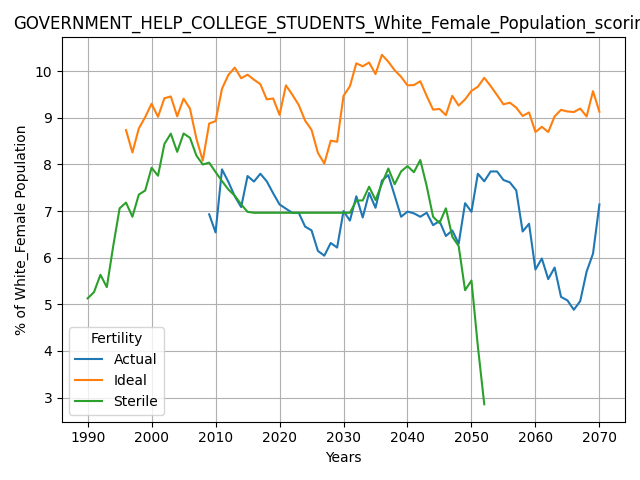 GOVERNMENT_HELP_COLLEGE_STUDENTS_White_Female_Population_scorin
% of White_Female Population
10
9
8
7
6
5
4
3
Fertility
Actual
Ideal
Sterile
1990 2000 2010 2020 2030 2040 2050 2060 2070
Years